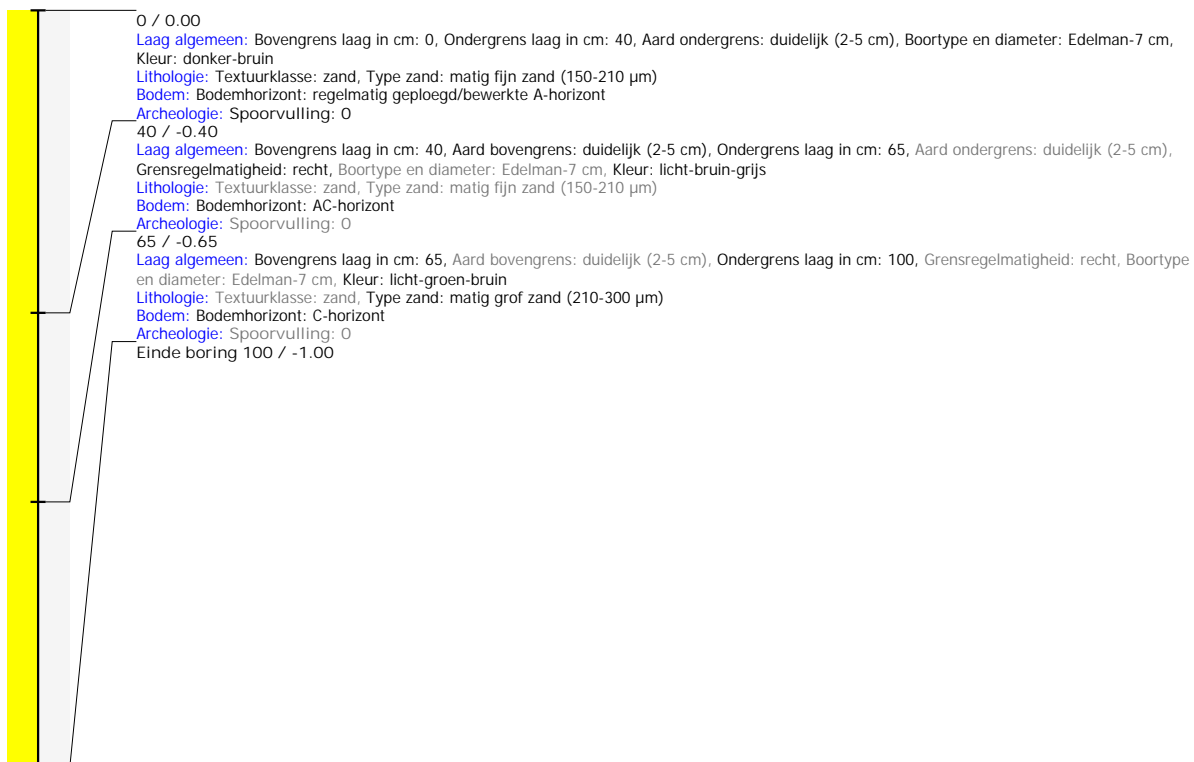 0 / 0.00
Laag algemeen: Bovengrens laag in cm: 0, Ondergrens laag in cm: 40, Aard ondergrens: duidelijk (2-5 cm), Boortype en diameter: Edelman-7 cm,
Kleur: donker-bruin
Lithologie: Textuurklasse: zand, Type zand: matig fijn zand (150-210 µm)
Bodem: Bodemhorizont: regelmatig geploegd/bewerkte A-horizont
Archeologie: Spoorvulling: 0
40 / -0.40
Laag algemeen: Bovengrens laag in cm: 40, Aard bovengrens: duidelijk (2-5 cm), Ondergrens laag in cm: 65, Aard ondergrens: duidelijk (2-5 cm),
Grensregelmatigheid: recht, Boortype en diameter: Edelman-7 cm, Kleur: licht-bruin-grijs
Lithologie: Textuurklasse: zand, Type zand: matig fijn zand (150-210 µm)
Bodem: Bodemhorizont: AC-horizont
Archeologie: Spoorvulling: 0
65 / -0.65
Laag algemeen: Bovengrens laag in cm: 65, Aard bovengrens: duidelijk (2-5 cm), Ondergrens laag in cm: 100, Grensregelmatigheid: recht, Boortype
en diameter: Edelman-7 cm, Kleur: licht-groen-bruin
Lithologie: Textuurklasse: zand, Type zand: matig grof zand (210-300 µm)
Bodem: Bodemhorizont: C-horizont
Archeologie: Spoorvulling: 0
Einde boring 100 / -1.00